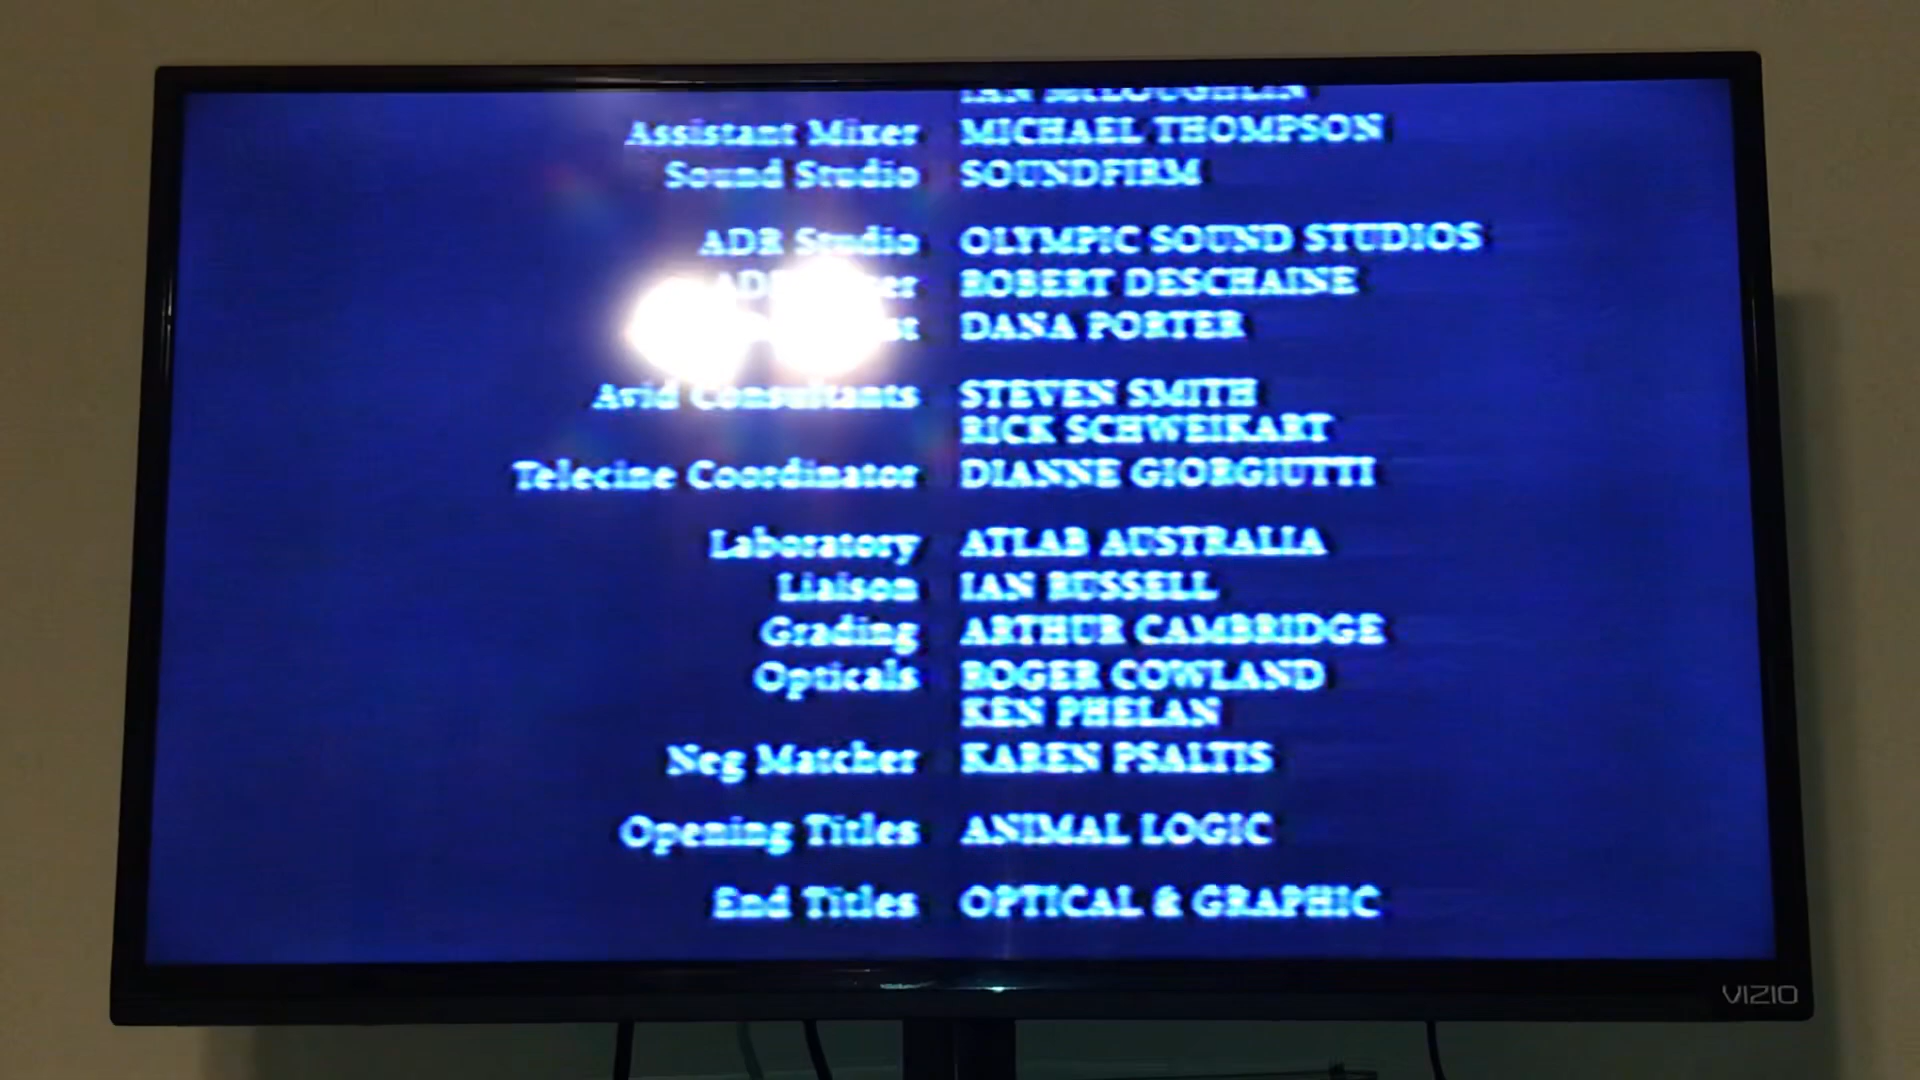 IAN McLOUGHLIN
Assistant Mixer MICHAEL THOMPSON
Sound Studio SOUNDFIRM
ADR Studio OLYMPIC SOUND STUDIOS
ROBERT DESCHAINE
DANA PORTER
Avid Consultants STEVEN SMITH
RICK SCHWEIKART
Telecine Coordinator DIANNE GIORGIUTTI
Laboratory ATLAB AUSTRALIA
Liaison IAN RUSSELL
Grading ARTHUR CAMBRIDGE
Opticals ROGER COWLAND
KEN PHELAN
Neg Matcher KAREN PSALTIS
Opening Titles ANIMAL LOGIC
End Titles OPTICAL & GRAPHIC
VIZIO